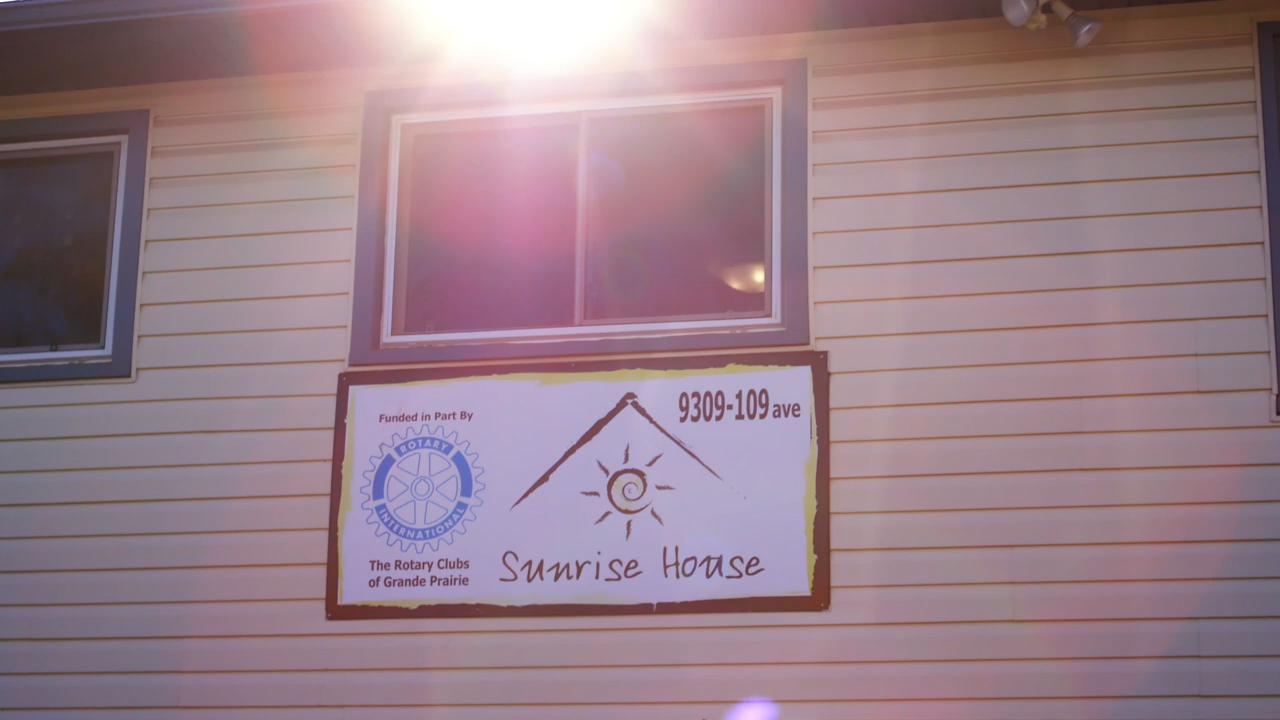 Funded in Part By
ROTARY
INTERNATIONAL
The Rotary Clubs
of Grande Prairie
9309-109 ave
Sunrise House